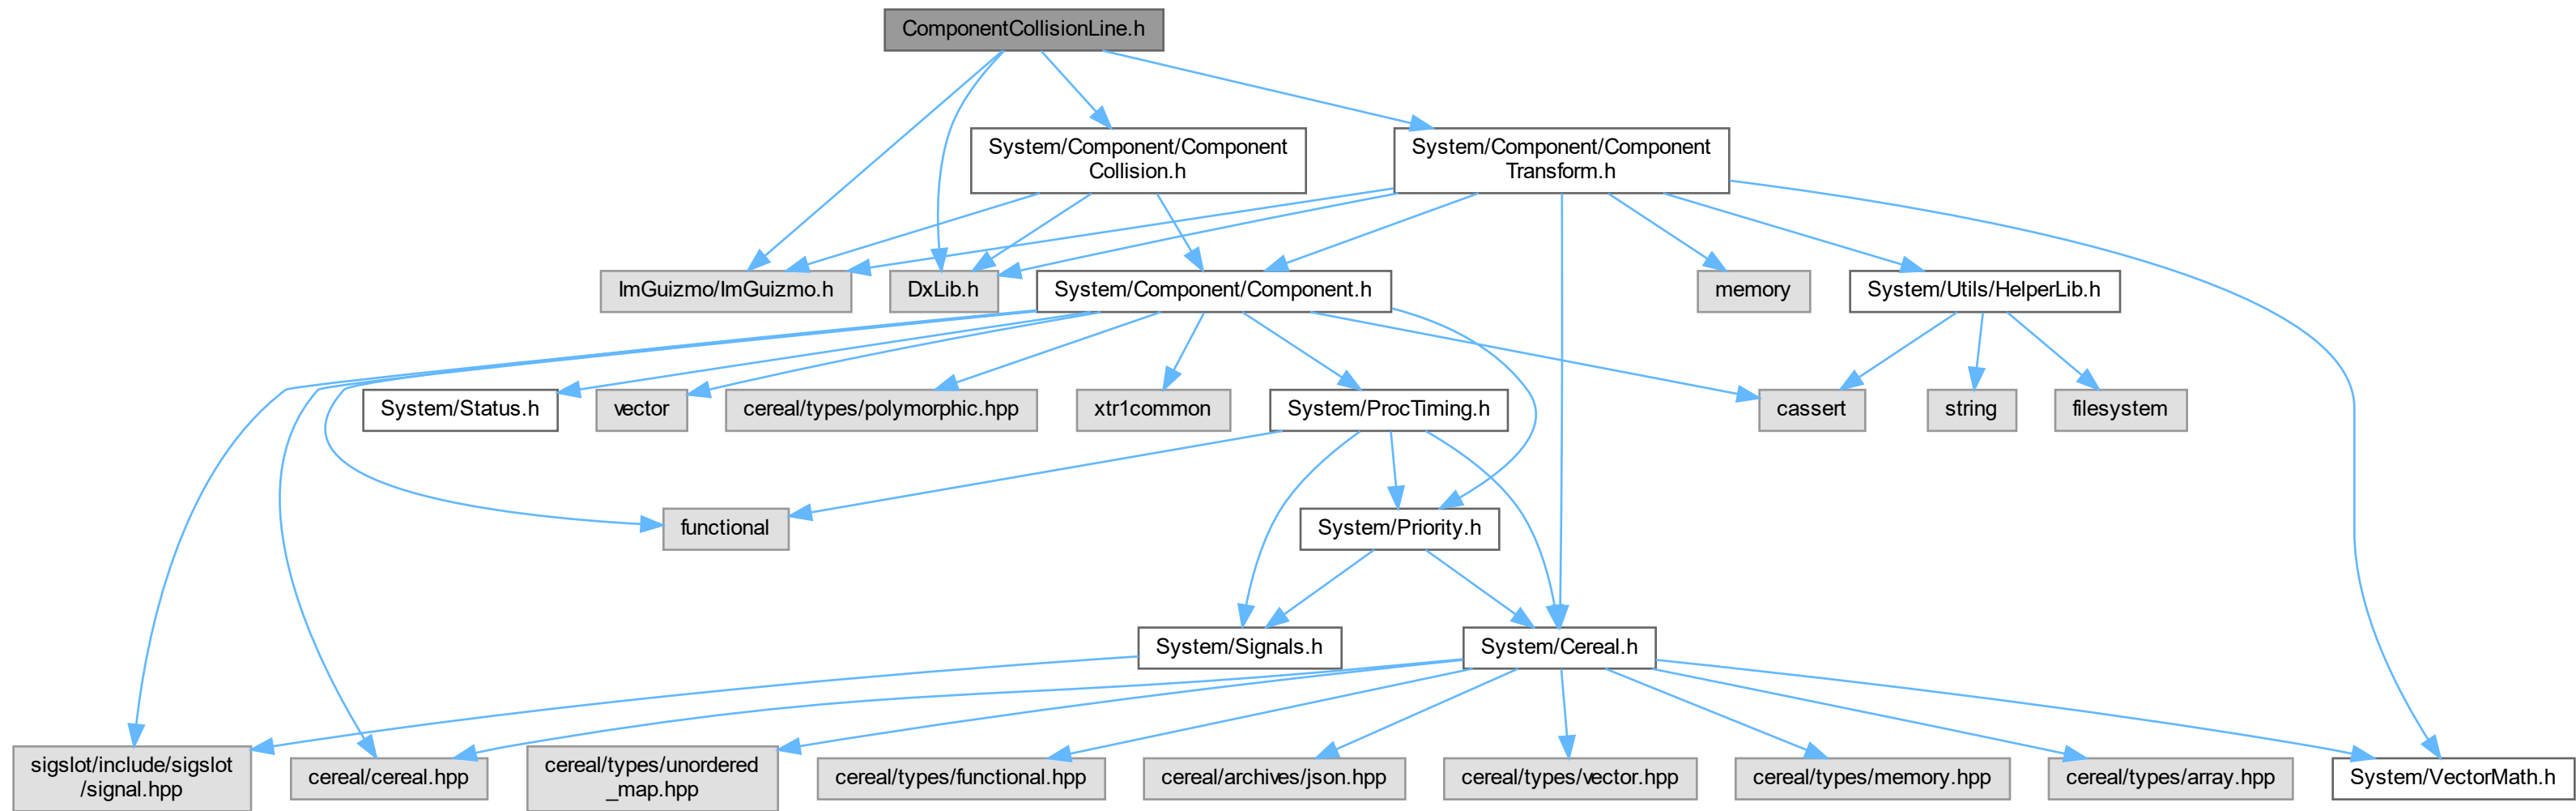 ComponentCollisionLine.h
System/Component/Component
Collision.h
System/Component/Component
Transform.h
ImGuizmo/ImGuizmo.h
DxLib.h
System/Component/Component.h
memory
System/Utils/HelperLib.h
System/Status.h
vector
cereal/types/polymorphic.hpp
xtr1common
System/ProcTiming.h
cassert
string
filesystem
functional
System/Priority.h
System/Signals.h
System/Cereal.h
sigslot/include/sigslot
/signal.hpp
cereal/cereal.hpp
cereal/types/unordered
_map.hpp
cereal/types/functional.hpp
cereal/archives/json.hpp
cereal/types/vector.hpp
cereal/types/memory.hpp
cereal/types/array.hpp
System/VectorMath.h